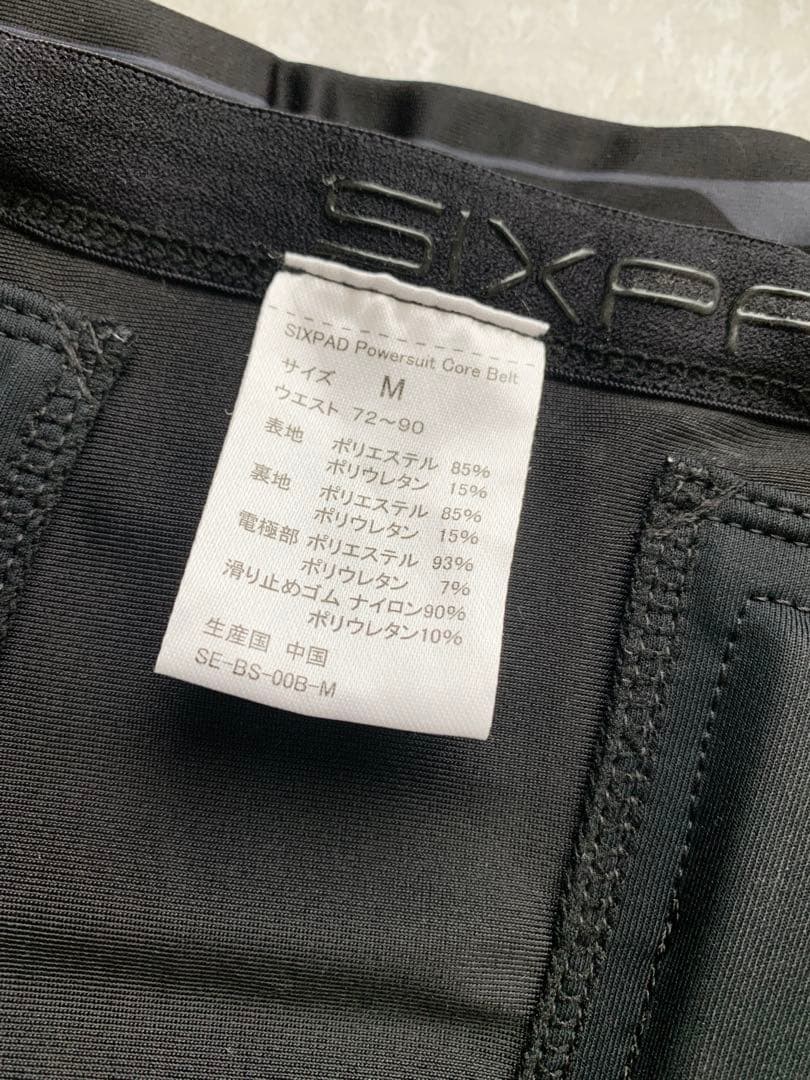 SIXPA
SIXPAD Powersuit Core Belt
サイズ M
ウエスト 72～90
表地 ポリエステル 85%
ポリウレタン 15%
裏地 ポリエステル 85%
ポリウレタン 15%
電極部 ポリエステル 93%
ポリウレタン 7%
滑り止めゴム ナイロン90%
ポリウレタン10%
生産国 中国
SE-BS-00B-M